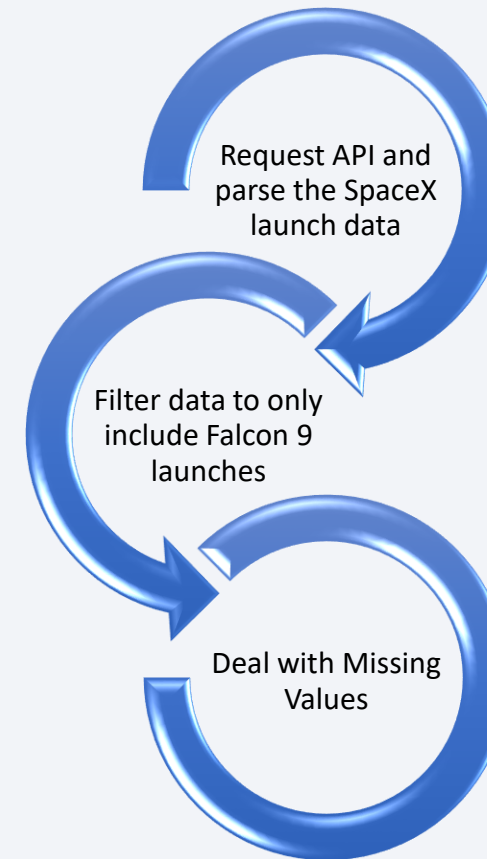 Request API and
parse the SpaceX
launch data
Filter data to only
include Falcon 9
launches
Deal with Missing
Values